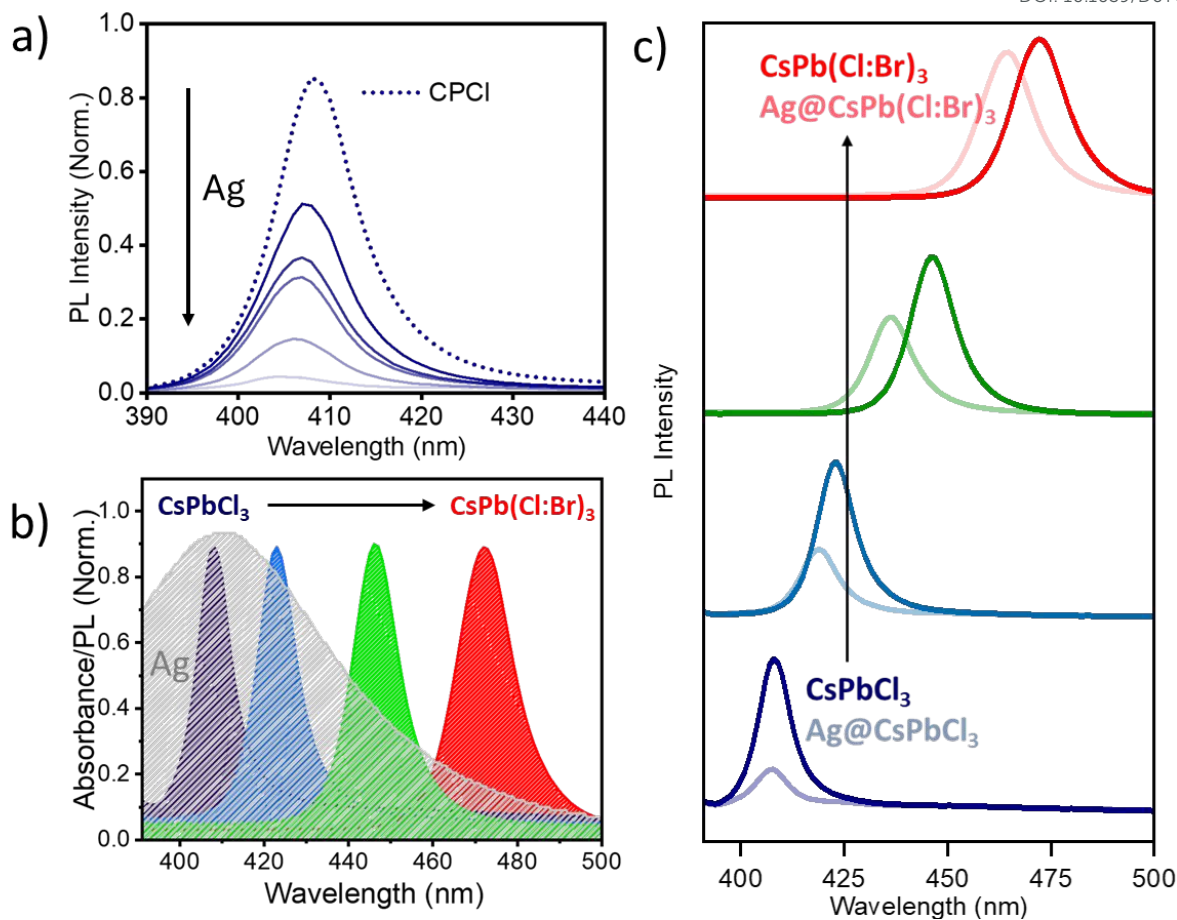 a)
1.0
0.8
0.6
0.4
0.2
0.0
PL Intensity (Norm.)
Ag
CPCl
390 400 410 420 430 440
Wavelength (nm)
b)
CsPbCl₃ CsPb(Cl:Br)₃
1.0
0.8
0.6
0.4
0.2
0.0
Absorbance/PL (Norm.)
Ag
400 420 440 460 480 500
Wavelength (nm)
c)
CsPb(Cl:Br)₃
Ag@CsPb(Cl:Br)₃
PL Intensity
CsPbCl₃
Ag@CsPbCl₃
400 425 450 475 500
Wavelength (nm)